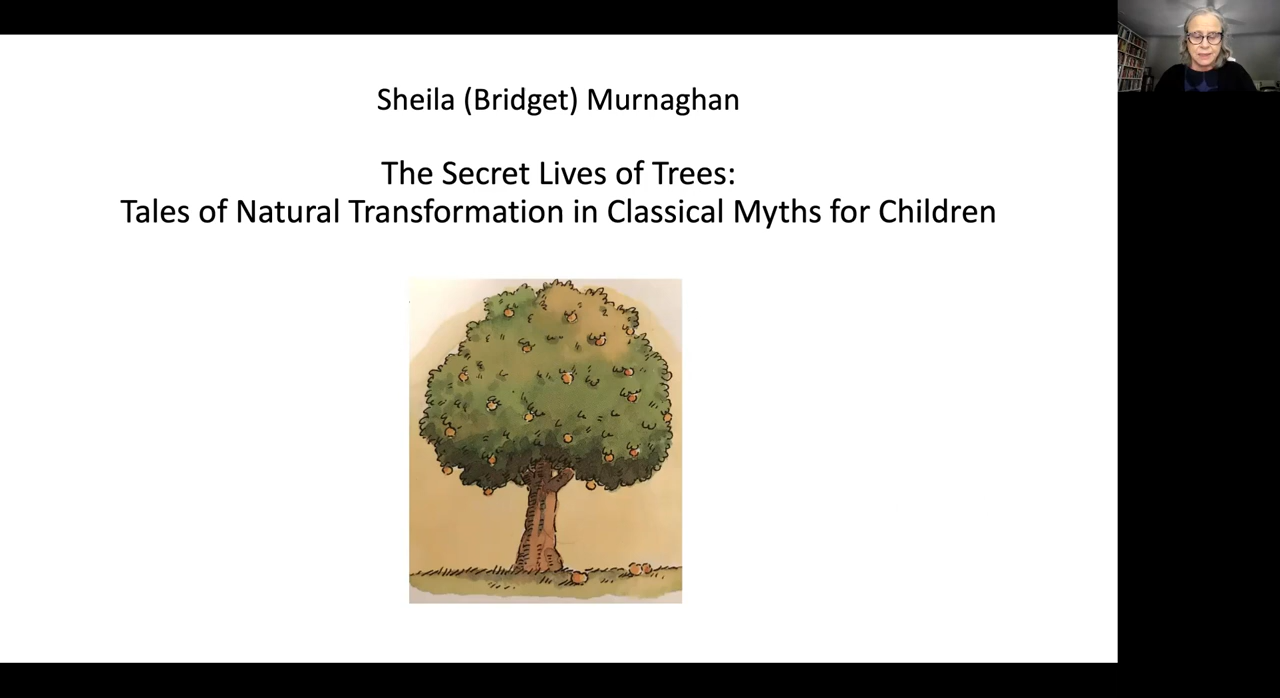 Sheila (Bridget) Murnaghan
The Secret Lives of Trees:
Tales of Natural Transformation in Classical Myths for Children